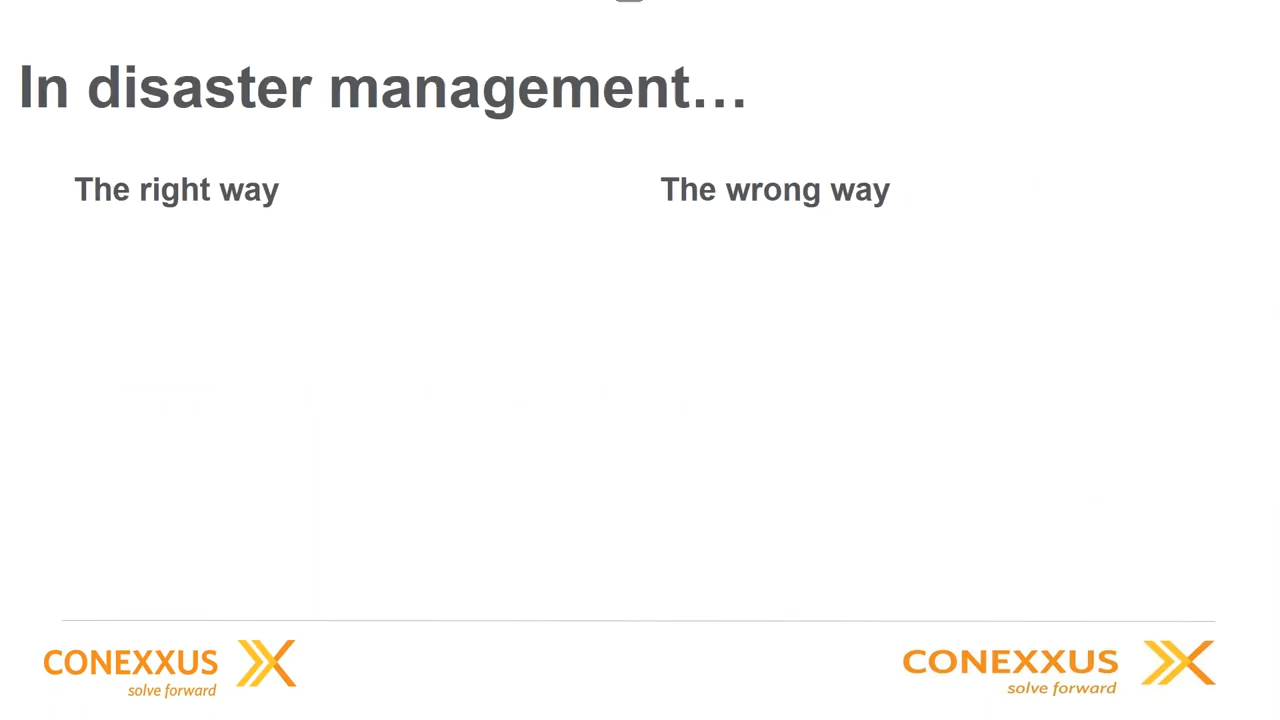 In disaster management…
The right way
The wrong way
CONEXXUS
solve forward
CONEXXUS
solve forward